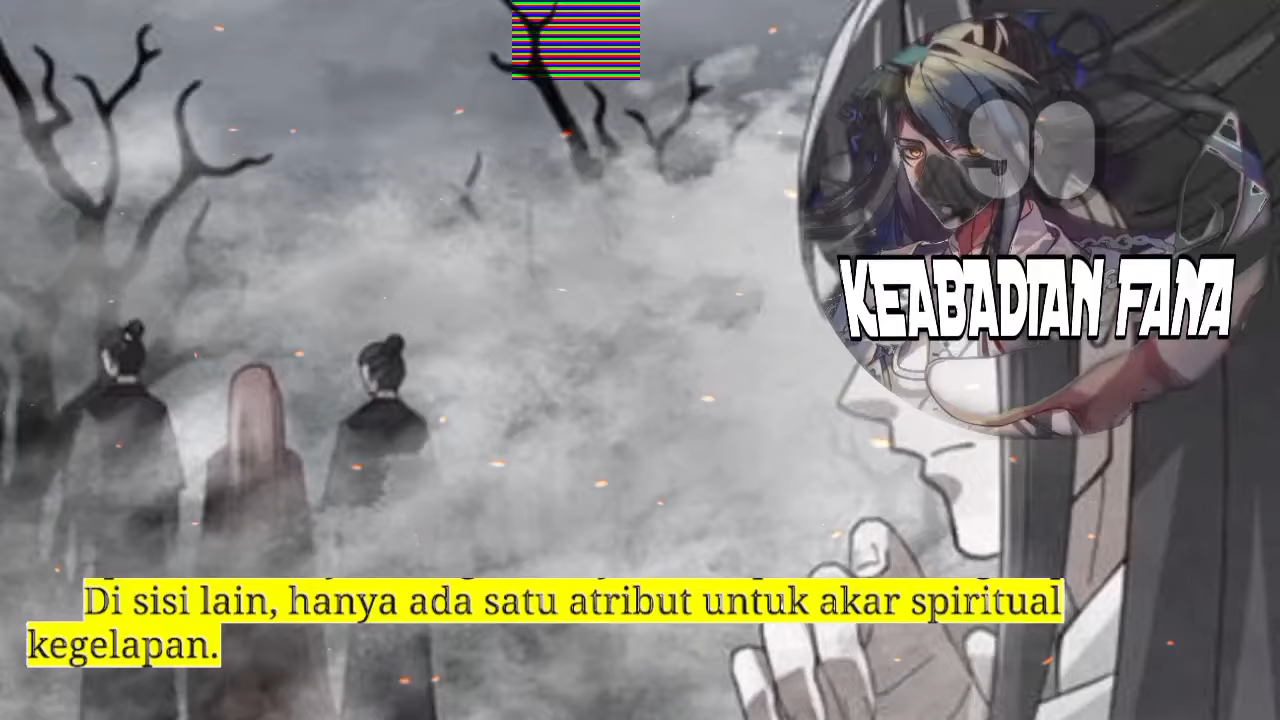 KEABADIAN FANA
Di sisi lain, hanya ada satu atribut untuk akar spiritual
kegelapan.